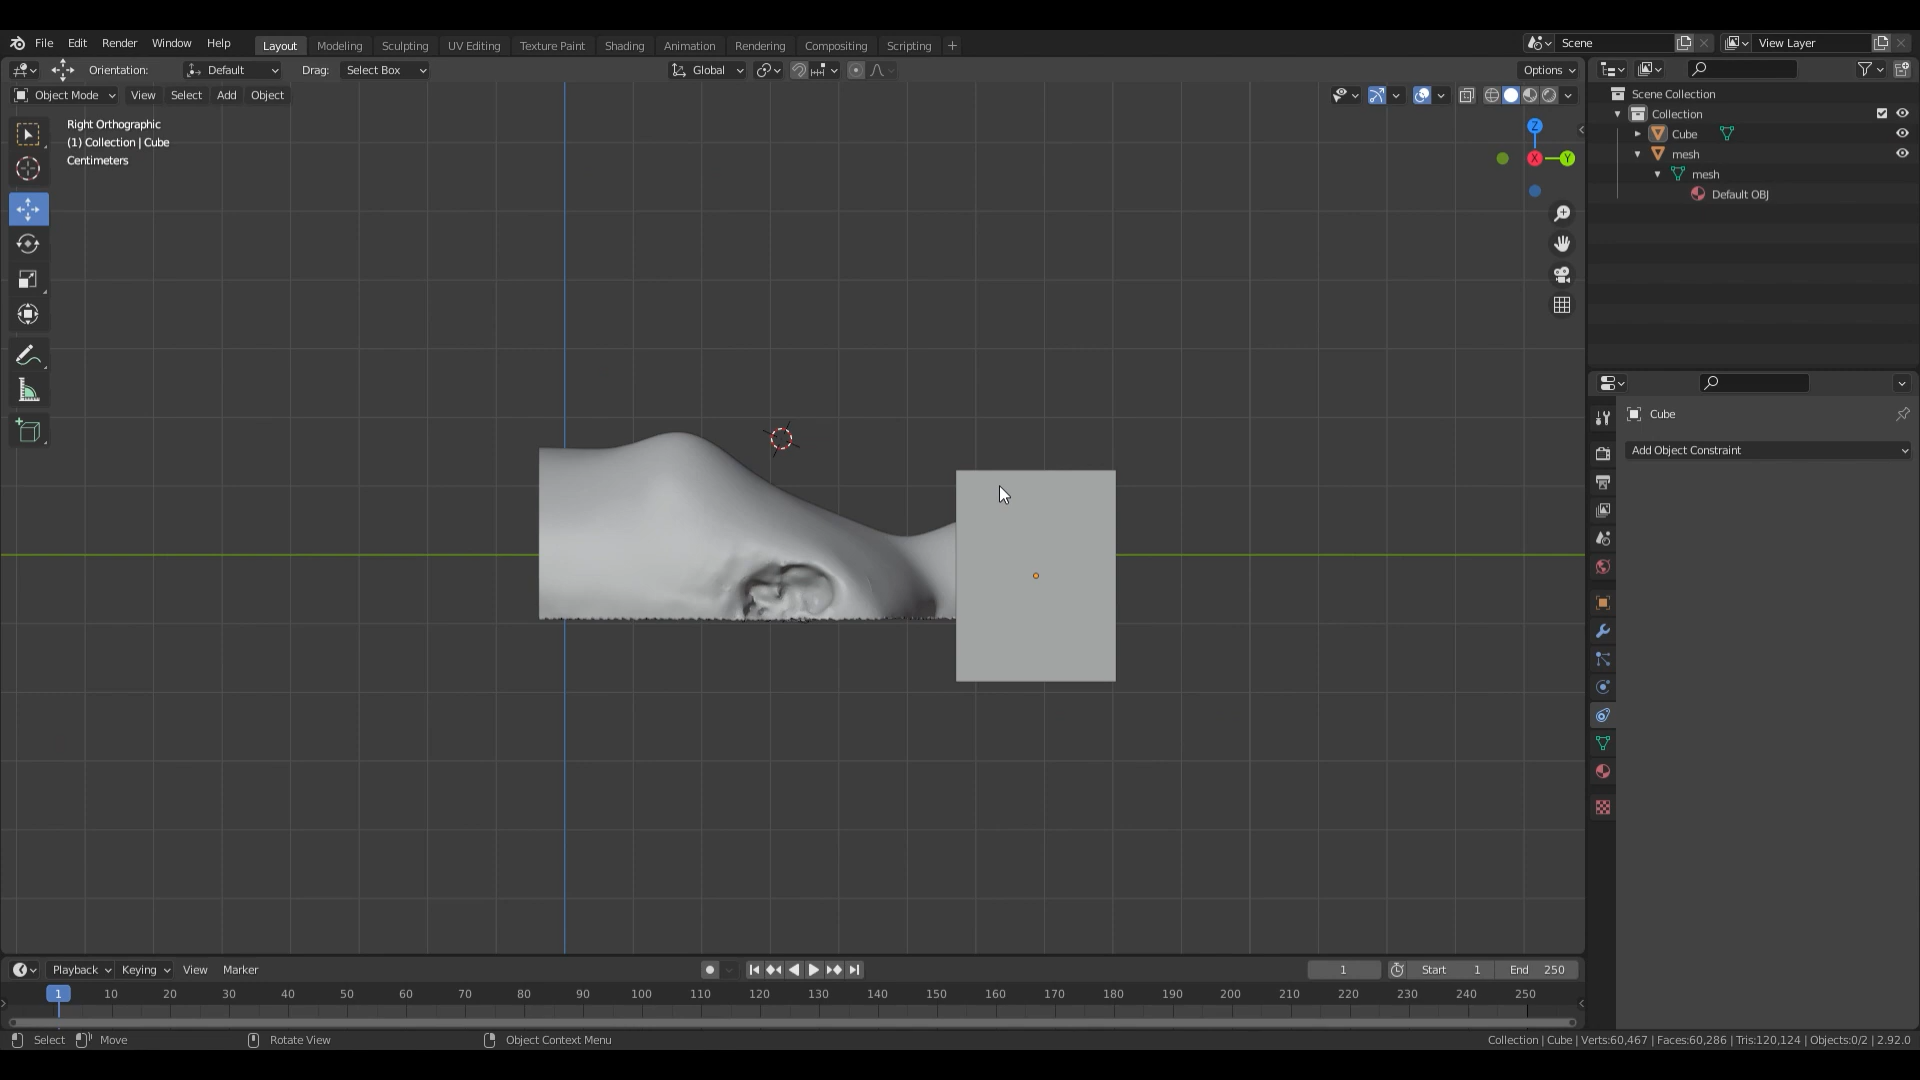 File Edit Render Window Help Layout Modeling Sculpting UV Editing Texture Paint Shading Animation Rendering Compositing Scripting + Scene View Layer
Orientation: Default Drag: Select Box Global Options
Object Mode View Select Add Object
Right Orthographic
(1) Collection | Cube
Centimeters
Z
X
Y
Scene Collection
Collection
Cube
mesh
mesh
Default OBJ
Cube
Add Object Constraint
Playback Keying View Marker 1 Start 1 End 250
1 10 20 30 40 50 60 70 80 90 100 110 120 130 140 150 160 170 180 190 200 210 220 230 240 250
Select Move Rotate View Object Context Menu Collection | Cube | Verts:60,467 | Faces:60,286 | Tris:120,124 | Objects:0/2 | 2.92.0